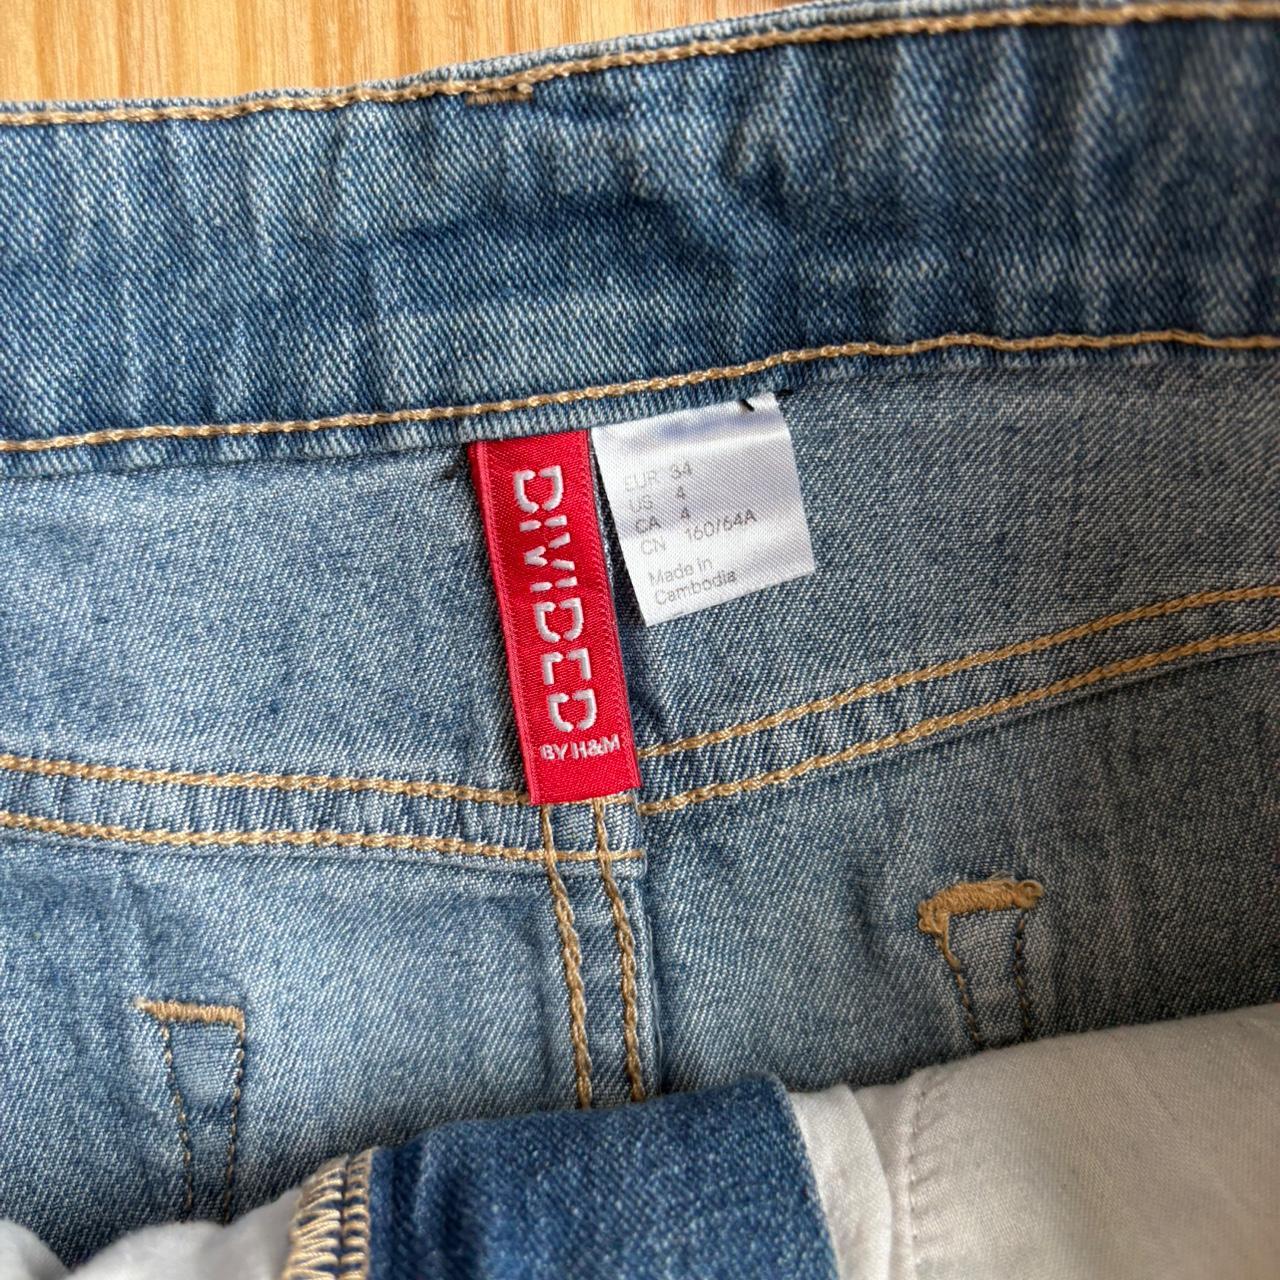 DIVIDED
BY H&M
EUR 34
US 4
CA 4
CN 160/64A
Made in
Cambodia